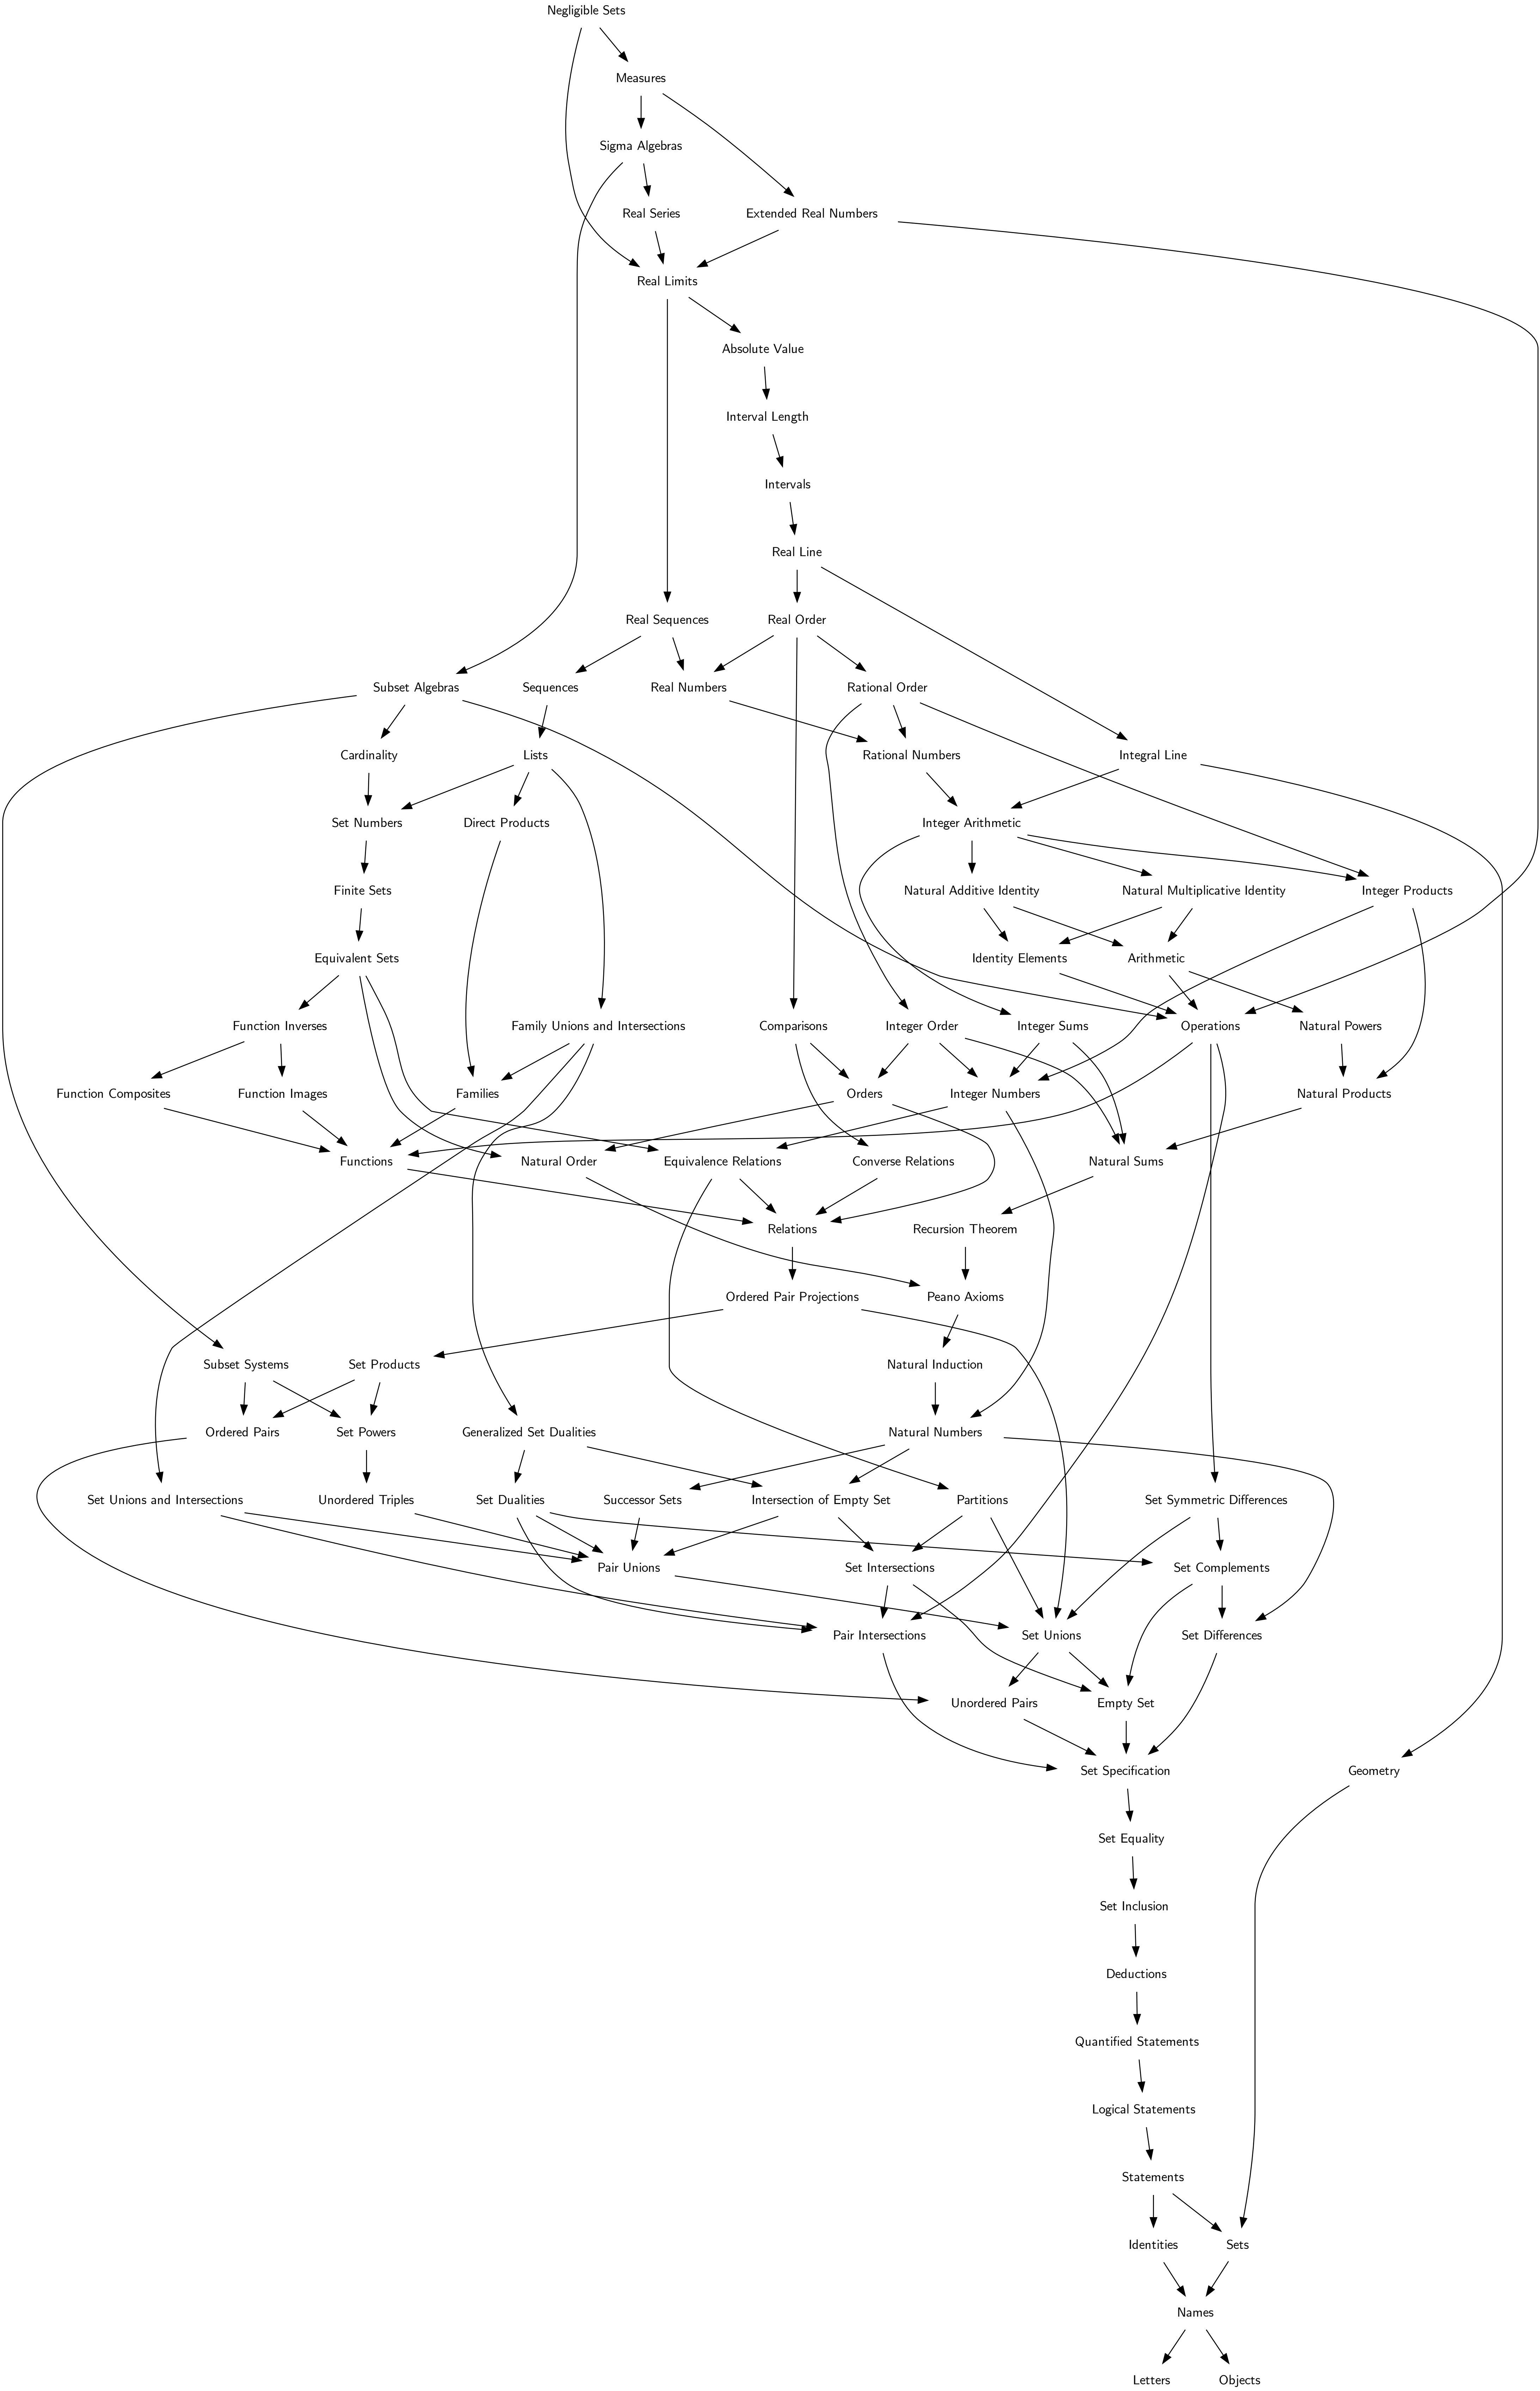 Negligible Sets
Measures
Sigma Algebras
Real Series
Extended Real Numbers
Real Limits
Absolute Value
Interval Length
Intervals
Real Line
Real Sequences
Real Order
Subset Algebras
Sequences
Real Numbers
Rational Order
Cardinality
Lists
Rational Numbers
Integral Line
Set Numbers
Direct Products
Integer Arithmetic
Finite Sets
Natural Additive Identity
Natural Multiplicative Identity
Integer Products
Equivalent Sets
Identity Elements
Arithmetic
Function Inverses
Family Unions and Intersections
Comparisons
Integer Order
Integer Sums
Operations
Natural Powers
Function Composites
Function Images
Families
Orders
Integer Numbers
Natural Products
Functions
Natural Order
Equivalence Relations
Converse Relations
Natural Sums
Relations
Recursion Theorem
Ordered Pair Projections
Peano Axioms
Subset Systems
Set Products
Natural Induction
Ordered Pairs
Set Powers
Generalized Set Dualities
Natural Numbers
Set Unions and Intersections
Unordered Triples
Set Dualities
Successor Sets
Intersection of Empty Set
Partitions
Set Symmetric Differences
Pair Unions
Set Intersections
Set Complements
Pair Intersections
Set Unions
Set Differences
Unordered Pairs
Empty Set
Set Specification
Geometry
Set Equality
Set Inclusion
Deductions
Quantified Statements
Logical Statements
Statements
Identities
Sets
Names
Letters
Objects